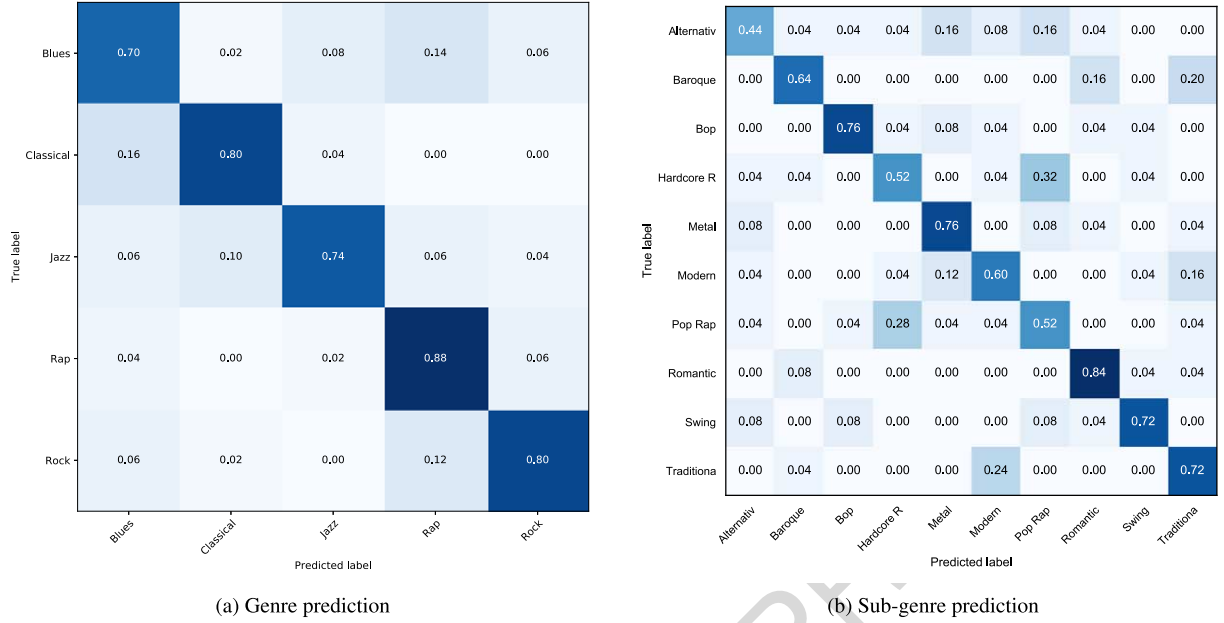 Blues 0.70 0.02 0.08 0.14 0.06
Classical 0.16 0.80 0.04 0.00 0.00
Jazz 0.06 0.10 0.74 0.06 0.04
Rap 0.04 0.00 0.02 0.88 0.06
Rock 0.06 0.02 0.00 0.12 0.80
True label
Blues Classical Jazz Rap Rock
Predicted label
(a) Genre prediction
Alternativ 0.44 0.04 0.04 0.04 0.16 0.08 0.16 0.04 0.00 0.00
Baroque 0.00 0.64 0.00 0.00 0.00 0.00 0.00 0.16 0.00 0.20
Bop 0.00 0.00 0.76 0.04 0.08 0.04 0.00 0.04 0.04 0.00
Hardcore R 0.04 0.04 0.00 0.52 0.00 0.04 0.32 0.00 0.04 0.00
Metal 0.08 0.00 0.00 0.00 0.76 0.00 0.08 0.04 0.00 0.04
Modern 0.04 0.00 0.00 0.04 0.12 0.60 0.00 0.00 0.04 0.16
Pop Rap 0.04 0.00 0.04 0.28 0.04 0.04 0.52 0.00 0.00 0.04
Romantic 0.00 0.08 0.00 0.00 0.00 0.00 0.00 0.84 0.04 0.04
Swing 0.08 0.00 0.08 0.00 0.00 0.00 0.08 0.04 0.72 0.00
Traditiona 0.00 0.04 0.00 0.00 0.00 0.24 0.00 0.00 0.00 0.72
True label
Alternativ Baroque Bop Hardcore R Metal Modern Pop Rap Romantic Swing Traditiona
Predicted label
(b) Sub-genre prediction